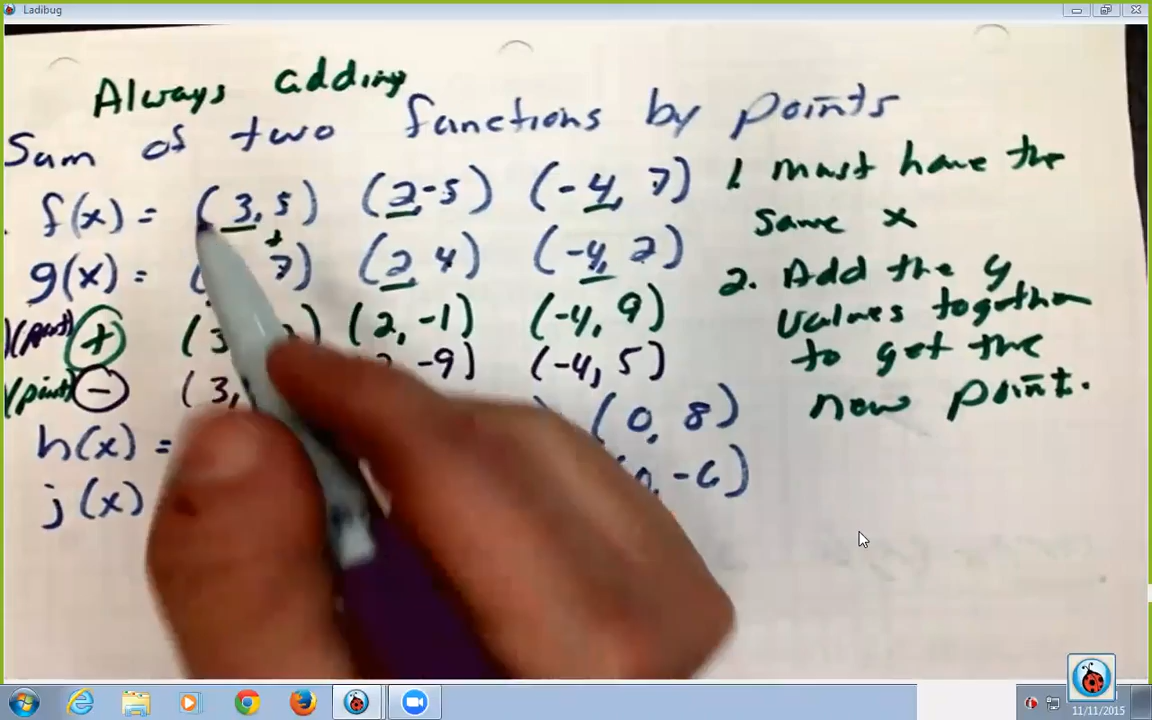 Ladibug
Always adding
Sum of two functions by points
f(x) = (3, 5) (2 -5) (-4, 7)
+
g(x) = ( 7) (2, 4) (-4, 2)
+ (3 ) (2, -1) (-4, 9)
(point) - (3, -9) (-4, 5)
h(x) = ) (0, 8)
j(x) , -6)
1. must have the
same x
2. Add the y
values together
to get the
new point.
11/11/2015